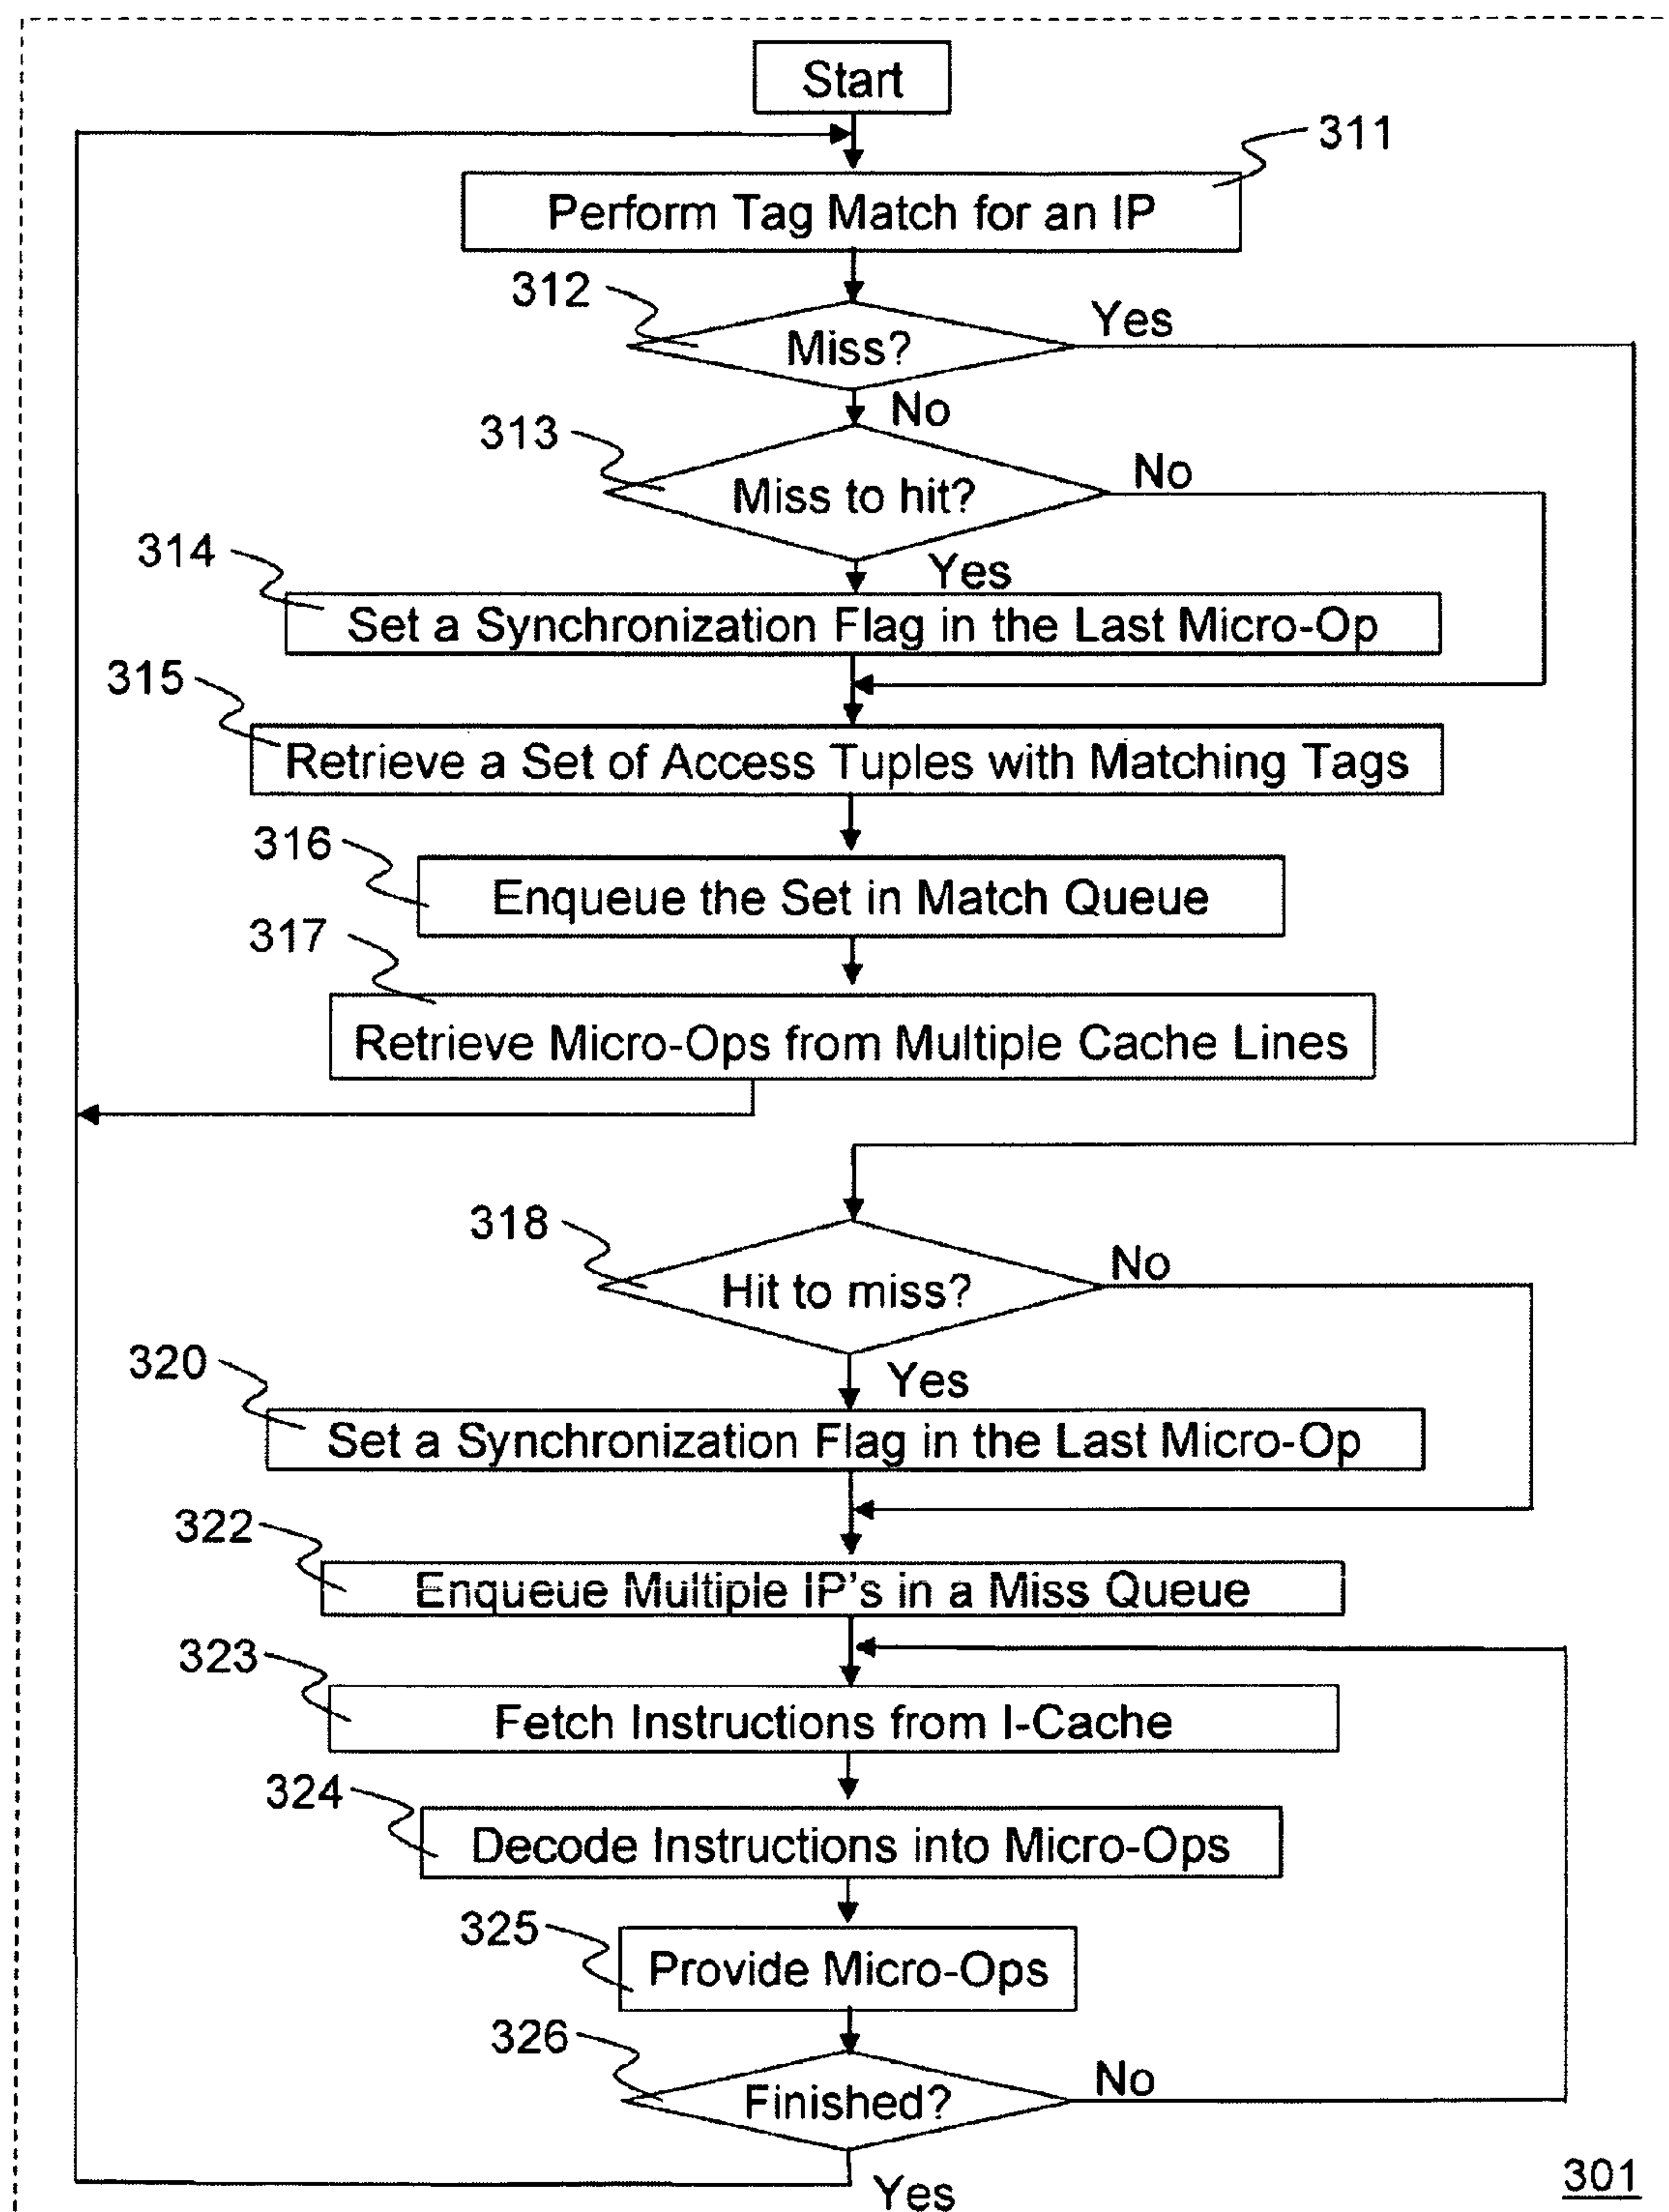 Start
311
Perform Tag Match for an IP
312
Miss?
Yes
No
313
Miss to hit?
No
Yes
314
Set a Synchronization Flag in the Last Micro-Op
315
Retrieve a Set of Access Tuples with Matching Tags
316
Enqueue the Set in Match Queue
317
Retrieve Micro-Ops from Multiple Cache Lines
318
Hit to miss?
No
Yes
320
Set a Synchronization Flag in the Last Micro-Op
322
Enqueue Multiple IP's in a Miss Queue
323
Fetch Instructions from I-Cache
324
Decode Instructions into Micro-Ops
325
Provide Micro-Ops
326
Finished?
No
Yes
301